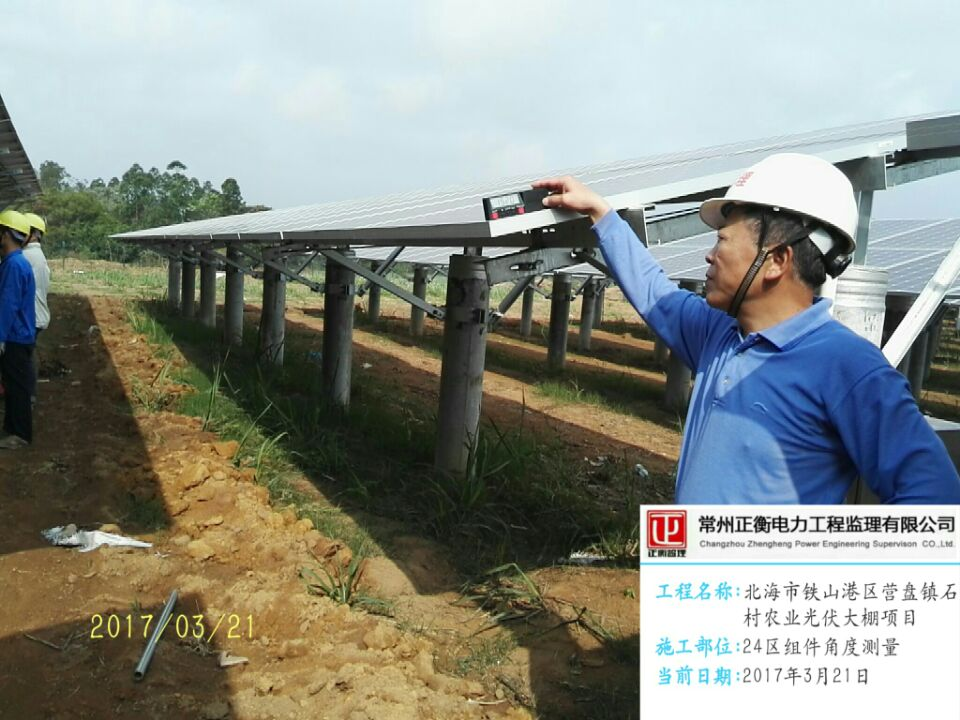 常州正衡电力工程监理有限公司
Changzhou Zhengheng Power Engineering Supervison CO.,Ltd.
正衡监理
工程名称:北海市铁山港区营盘镇石
村农业光伏大棚项目
施工部位:24区组件角度测量
当前日期:2017年3月21日
2017/03/21